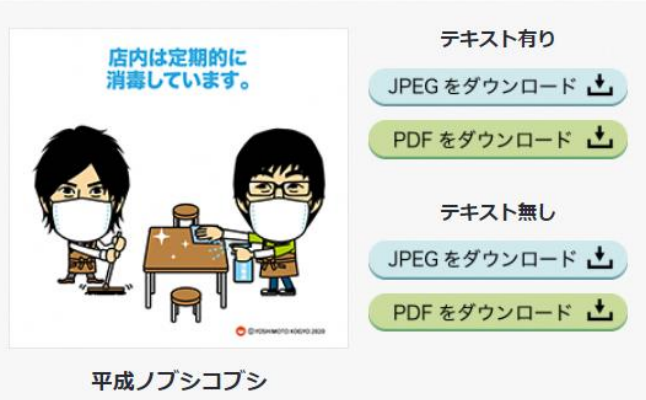 店内は定期的に
消毒しています。
©YOSHIMOTO KOGYO 2020
平成ノブシコブシ
テキスト有り
JPEG をダウンロード
PDF をダウンロード
テキスト無し
JPEG をダウンロード
PDF をダウンロード